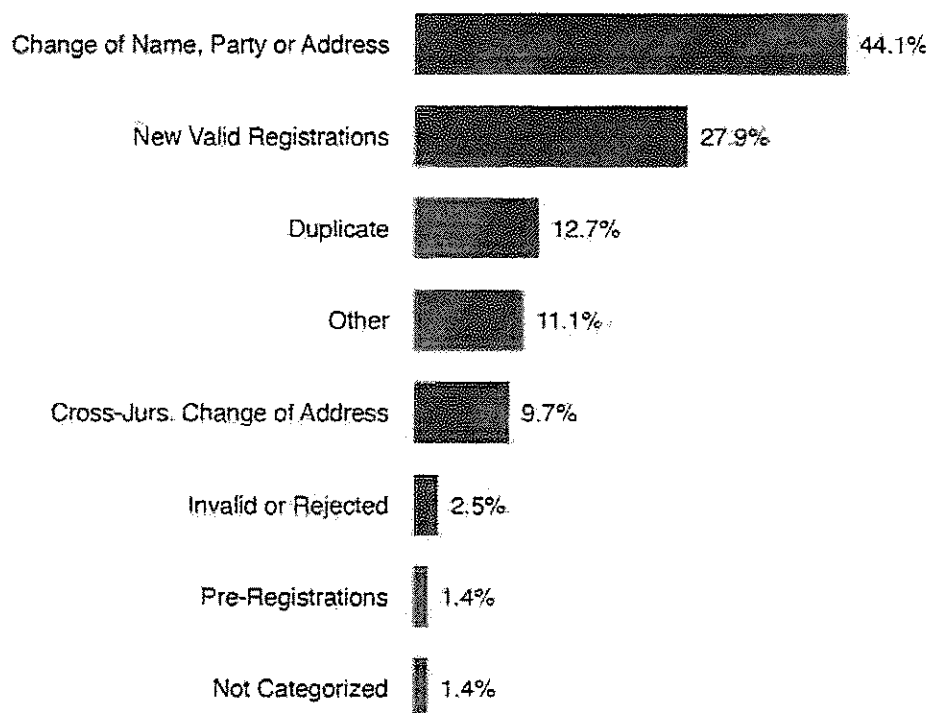 Change of Name, Party or Address 44.1%
New Valid Registrations 27.9%
Duplicate 12.7%
Other 11.1%
Cross-Jurs. Change of Address 9.7%
Invalid or Rejected 2.5%
Pre-Registrations 1.4%
Not Categorized 1.4%